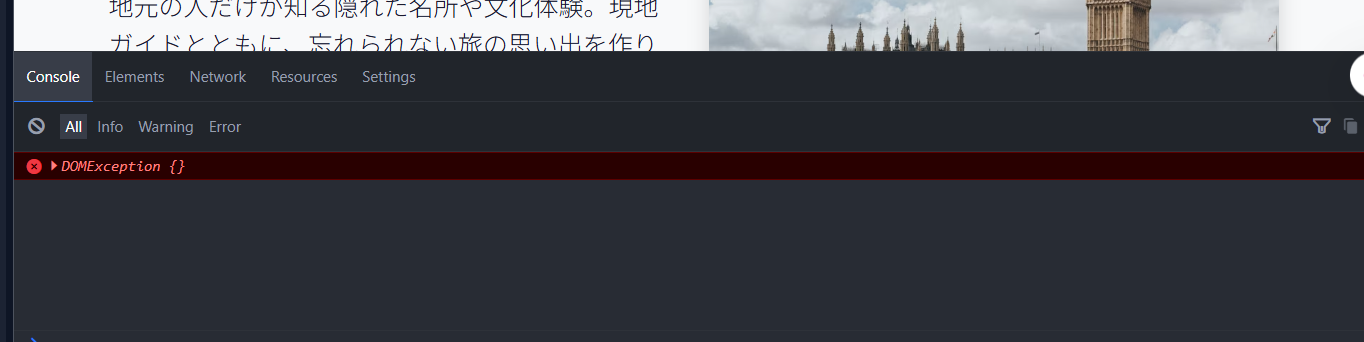 地元の人だけが知る隠れた名所や文化体験。現地
ガイドとともに、忘れられない旅の思い出を作り
Console Elements Network Resources Settings
All Info Warning Error
DOMException {}